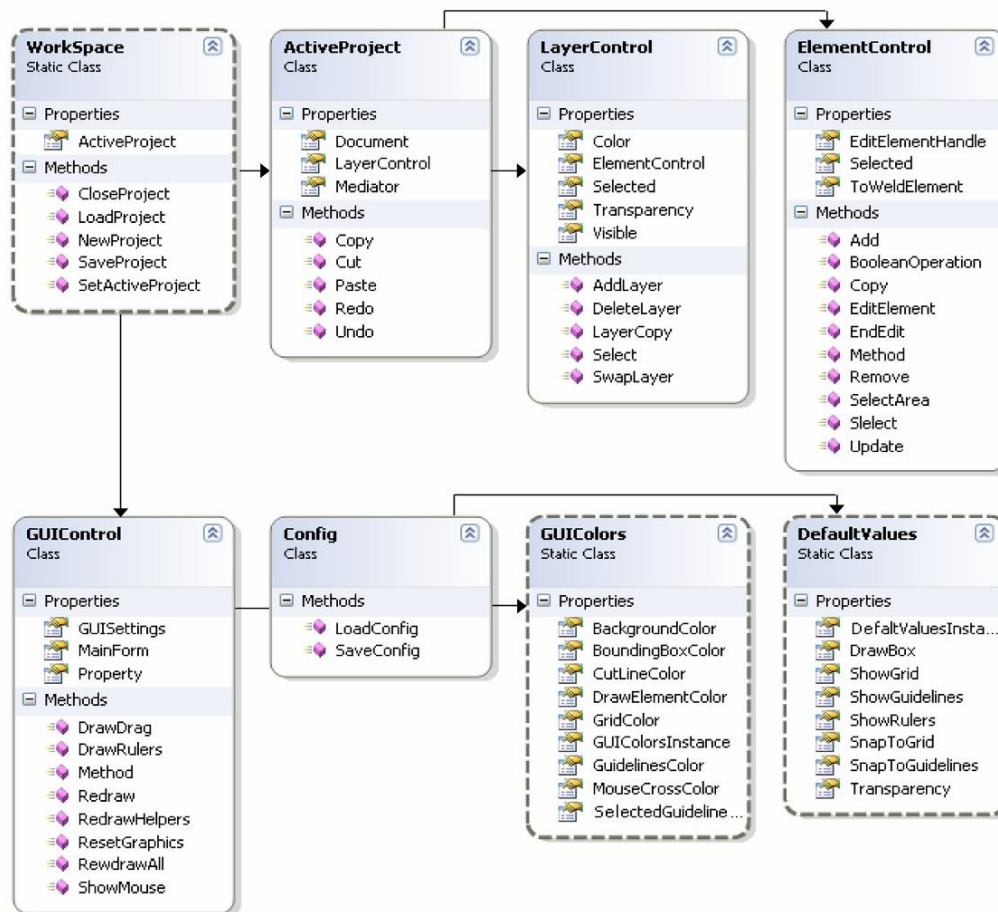 WorkSpace
Static Class
Properties
ActiveProject
Methods
CloseProject
LoadProject
NewProject
SaveProject
SetActiveProject
ActiveProject
Class
Properties
Document
LayerControl
Mediator
Methods
Copy
Cut
Paste
Redo
Undo
LayerControl
Class
Properties
Color
ElementControl
Selected
Transparency
Visible
Methods
AddLayer
DeleteLayer
LayerCopy
Select
SwapLayer
ElementControl
Class
Properties
EditElementHandle
Selected
ToWeldElement
Methods
Add
BooleanOperation
Copy
EditElement
EndEdit
Method
Remove
SelectArea
Slelect
Update
GUIControl
Class
Properties
GUISettings
MainForm
Property
Methods
DrawDrag
DrawRulers
Method
Redraw
RedrawHelpers
ResetGraphics
RewdrawAll
ShowMouse
Config
Class
Methods
LoadConfig
SaveConfig
GUIColors
Static Class
Properties
BackgroundColor
BoundingBoxColor
CutLineColor
DrawElementColor
GridColor
GUIColorsInstance
GuidelinesColor
MouseCrossColor
SelectedGuideline...
DefaultValues
Static Class
Properties
DefaltValuesInsta...
DrawBox
ShowGrid
ShowGuidelines
ShowRulers
SnapToGrid
SnapToGuidelines
Transparency